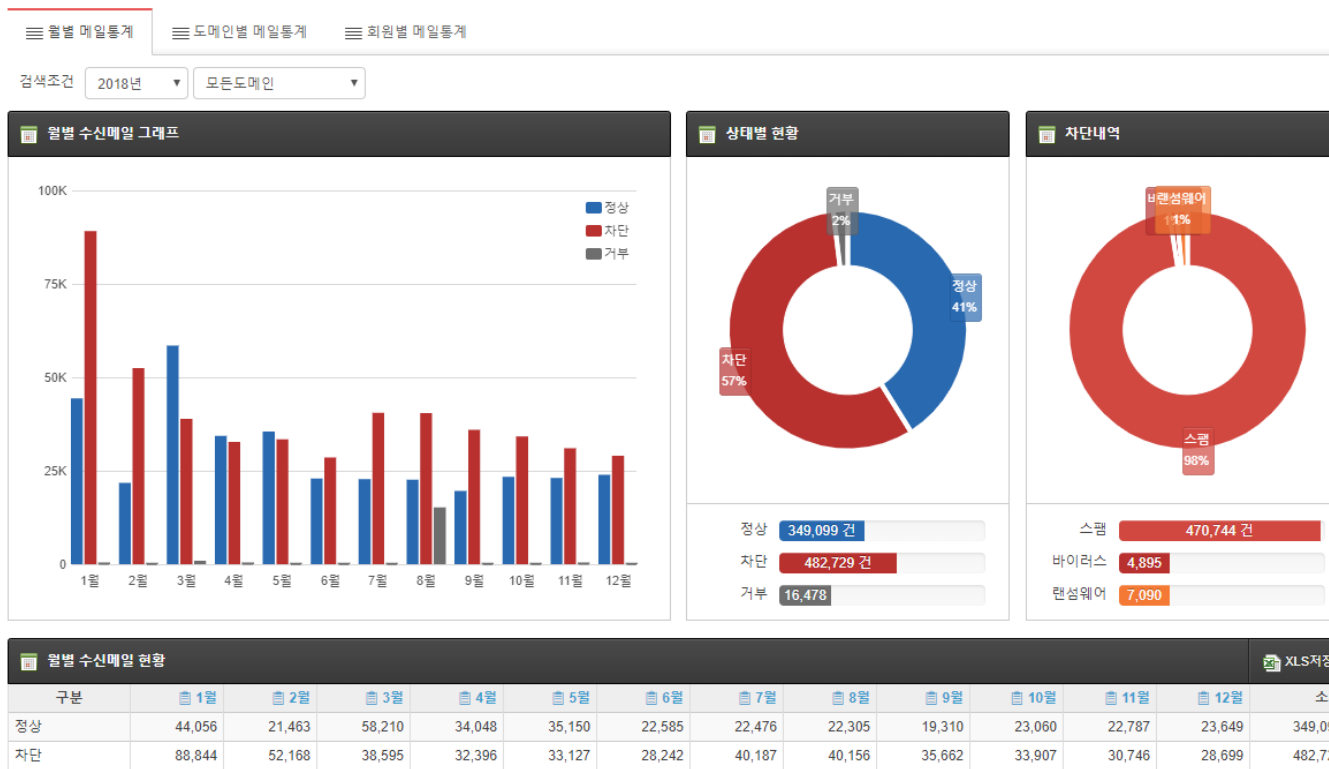 월별 메일통계 도메인별 메일통계 회원별 메일통계
검색조건 2018년 모든도메인
월별 수신메일 그래프
100K
75K
50K
25K
0
정상
차단
거부
1월 2월 3월 4월 5월 6월 7월 8월 9월 10월 11월 12월
상태별 현황
거부
2%
정상
41%
차단
57%
정상 349,099 건
차단 482,729 건
거부 16,478
차단내역
랜섬웨어
1%
스팸
98%
스팸 470,744 건
바이러스 4,895
랜섬웨어 7,090
월별 수신메일 현황 XLS저장
구분 1월 2월 3월 4월 5월 6월 7월 8월 9월 10월 11월 12월 소
정상 44,056 21,463 58,210 34,048 35,150 22,585 22,476 22,305 19,310 23,060 22,787 23,649 349,09
차단 88,844 52,168 38,595 32,396 33,127 28,242 40,187 40,156 35,662 33,907 30,746 28,699 482,72